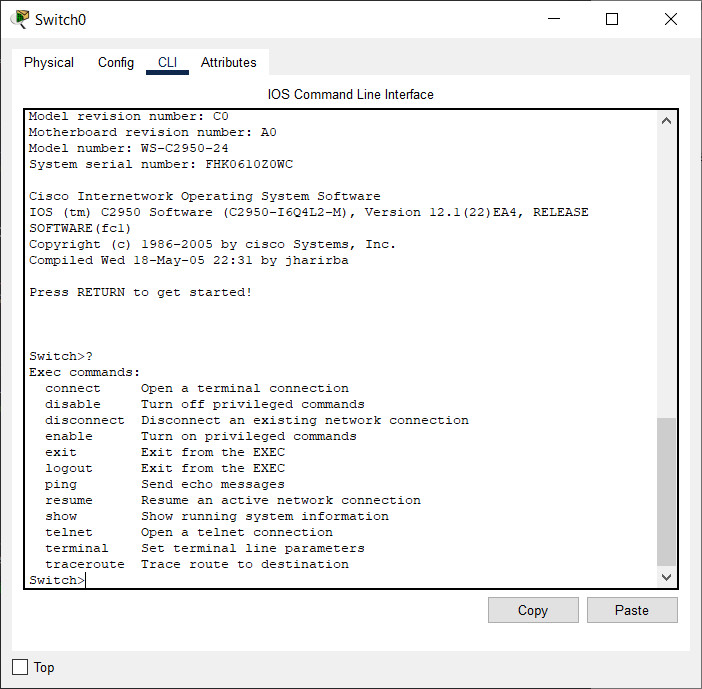 Switch0
Physical Config CLI Attributes
IOS Command Line Interface
Model revision number: C0
Motherboard revision number: A0
Model number: WS-C2950-24
System serial number: FHK0610Z0WC
Cisco Internetwork Operating System Software
IOS (tm) C2950 Software (C2950-I6Q4L2-M), Version 12.1(22)EA4, RELEASE
SOFTWARE(fc1)
Copyright (c) 1986-2005 by cisco Systems, Inc.
Compiled Wed 18-May-05 22:31 by jharirba
Press RETURN to get started!
Switch>?
Exec commands:
connect Open a terminal connection
disable Turn off privileged commands
disconnect Disconnect an existing network connection
enable Turn on privileged commands
exit Exit from the EXEC
logout Exit from the EXEC
ping Send echo messages
resume Resume an active network connection
show Show running system information
telnet Open a telnet connection
terminal Set terminal line parameters
traceroute Trace route to destination
Switch>
Copy Paste
Top